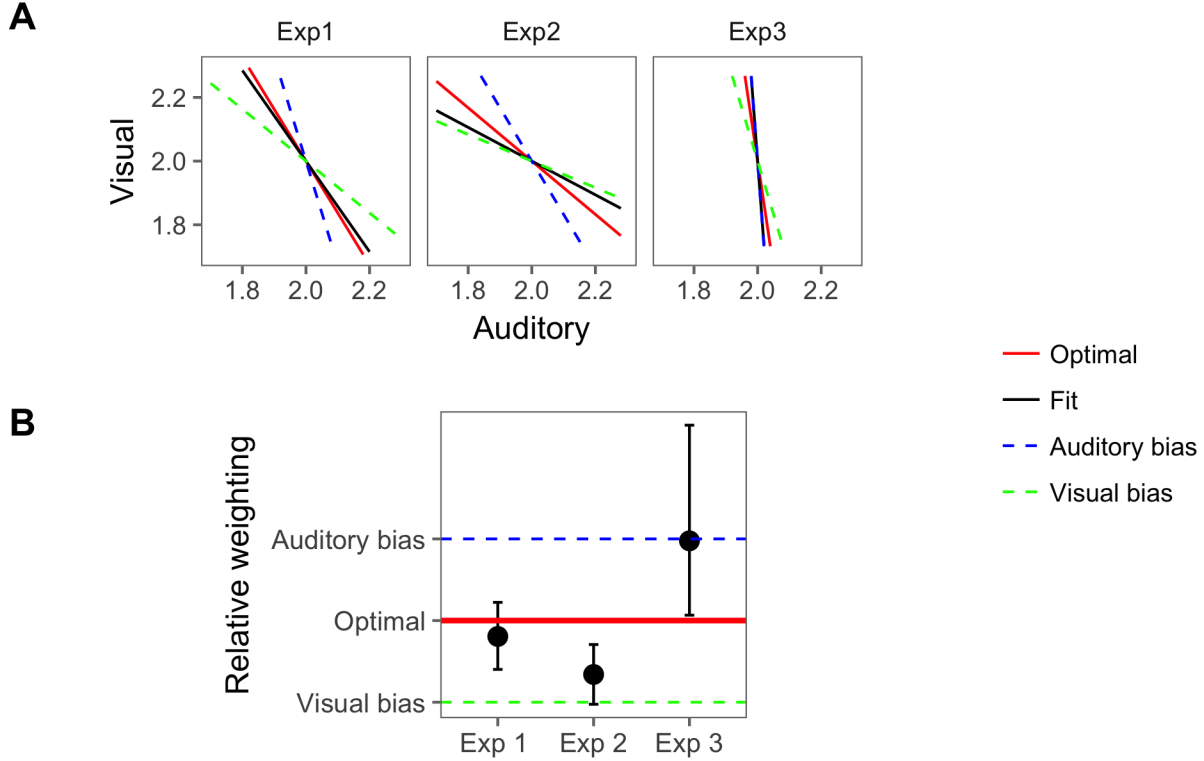 A
Exp1 Exp2 Exp3
Visual
2.2
2.0
1.8
1.8 2.0 2.2 1.8 2.0 2.2 1.8 2.0 2.2
Auditory
Optimal
Fit
Auditory bias
Visual bias
B
Relative weighting
Auditory bias
Optimal
Visual bias
Exp 1 Exp 2 Exp 3